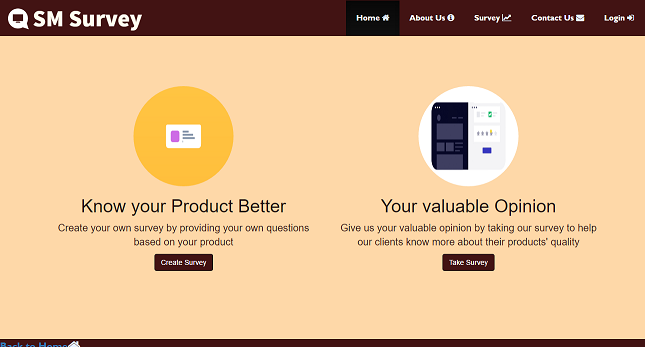 SM Survey
Home
About Us
Survey
Contact Us
Login
Know your Product Better
Create your own survey by providing your own questions
based on your product
Create Survey
Your valuable Opinion
Give us your valuable opinion by taking our survey to help
our clients know more about their products' quality
Take Survey
Back to Home